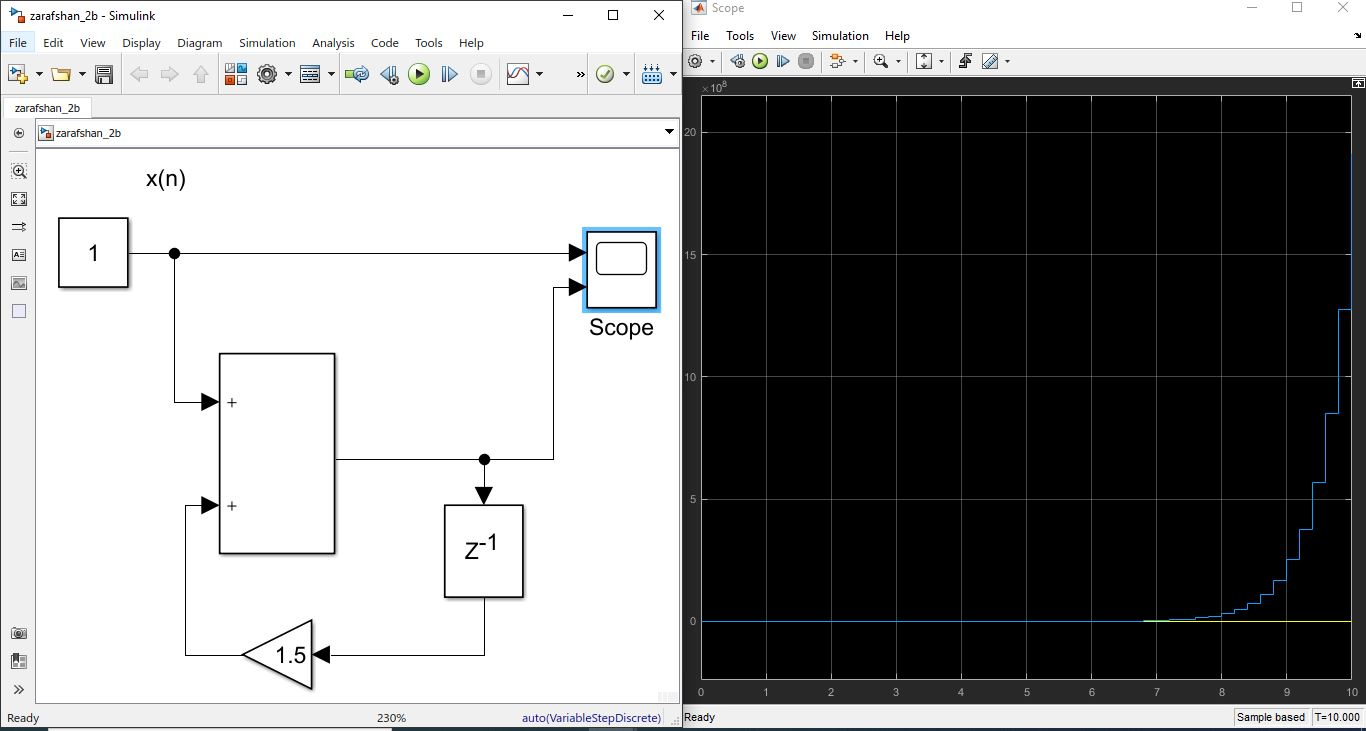 zarafshan_2b - Simulink
File Edit View Display Diagram Simulation Analysis Code Tools Help
zarafshan_2b
zarafshan_2b
x(n)
1
Scope
+
+
Z-1
1.5
Ready 230% auto(VariableStepDiscrete)
Scope
File Tools View Simulation Help
×10^8
20
15
10
5
0
0 1 2 3 4 5 6 7 8 9 10
Ready Sample based T=10.000